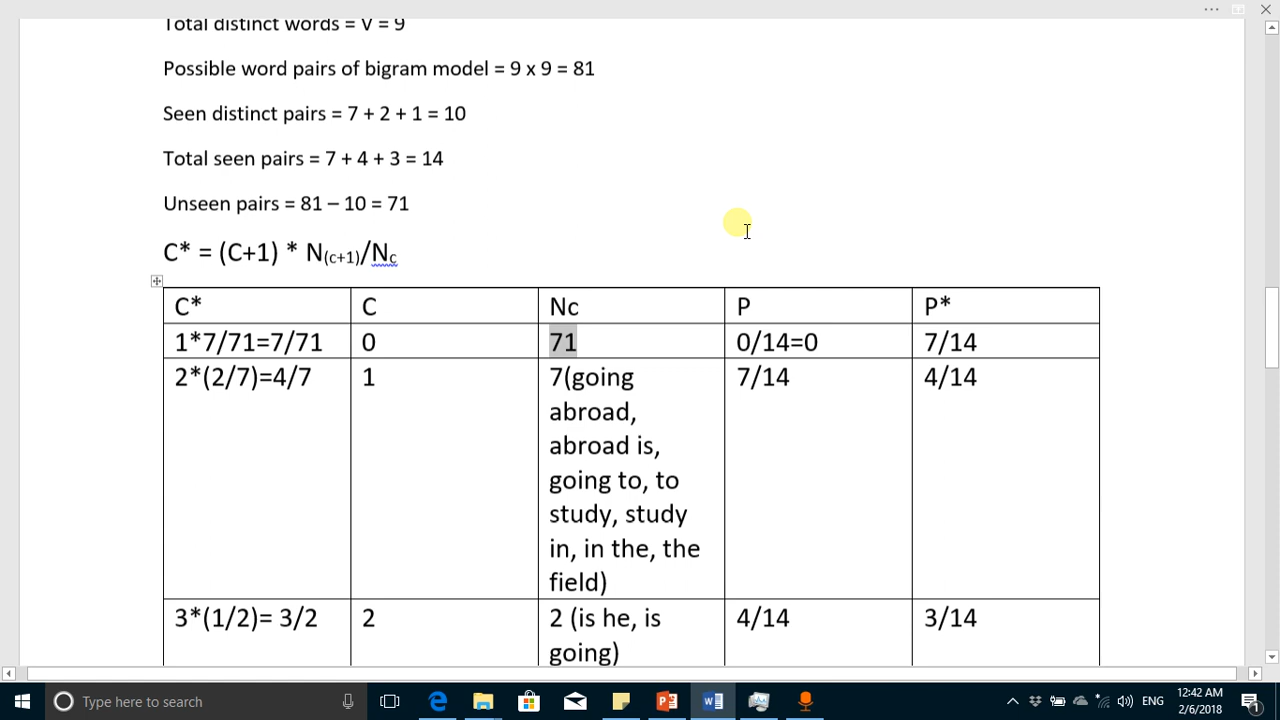 Total distinct words = V = 9
Possible word pairs of bigram model = 9 x 9 = 81
Seen distinct pairs = 7 + 2 + 1 = 10
Total seen pairs = 7 + 4 + 3 = 14
Unseen pairs = 81 – 10 = 71
C* = (C+1) * N(c+1)/Nc
C* C Nc P P*
1*7/71=7/71 0 71 0/14=0 7/14
2*(2/7)=4/7 1 7(going 7/14 4/14
abroad,
abroad is,
going to, to
study, study
in, in the, the
field)
3*(1/2)= 3/2 2 2 (is he, is 4/14 3/14
going)
Type here to search
ENG
12:42 AM
2/6/2018
1